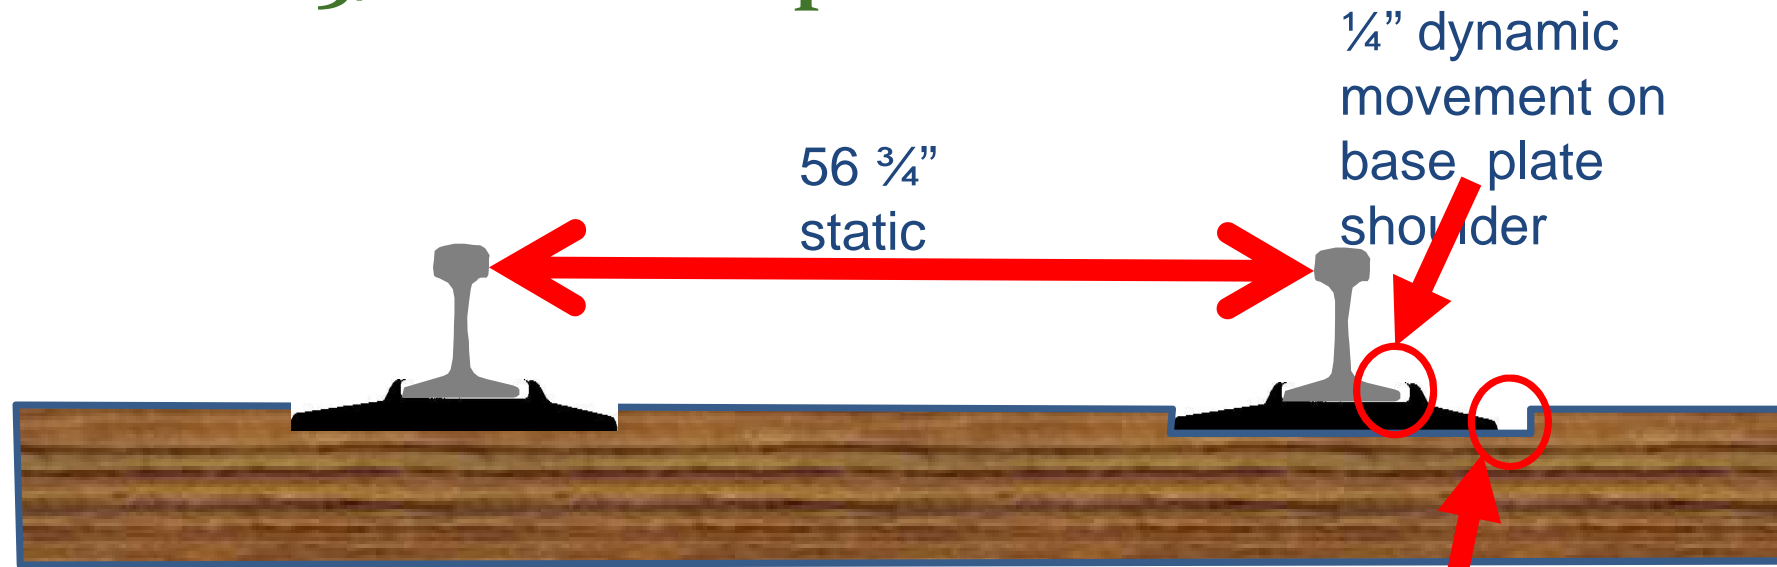 ¼” dynamic
movement on
base plate
shoulder
56 ¾”
static